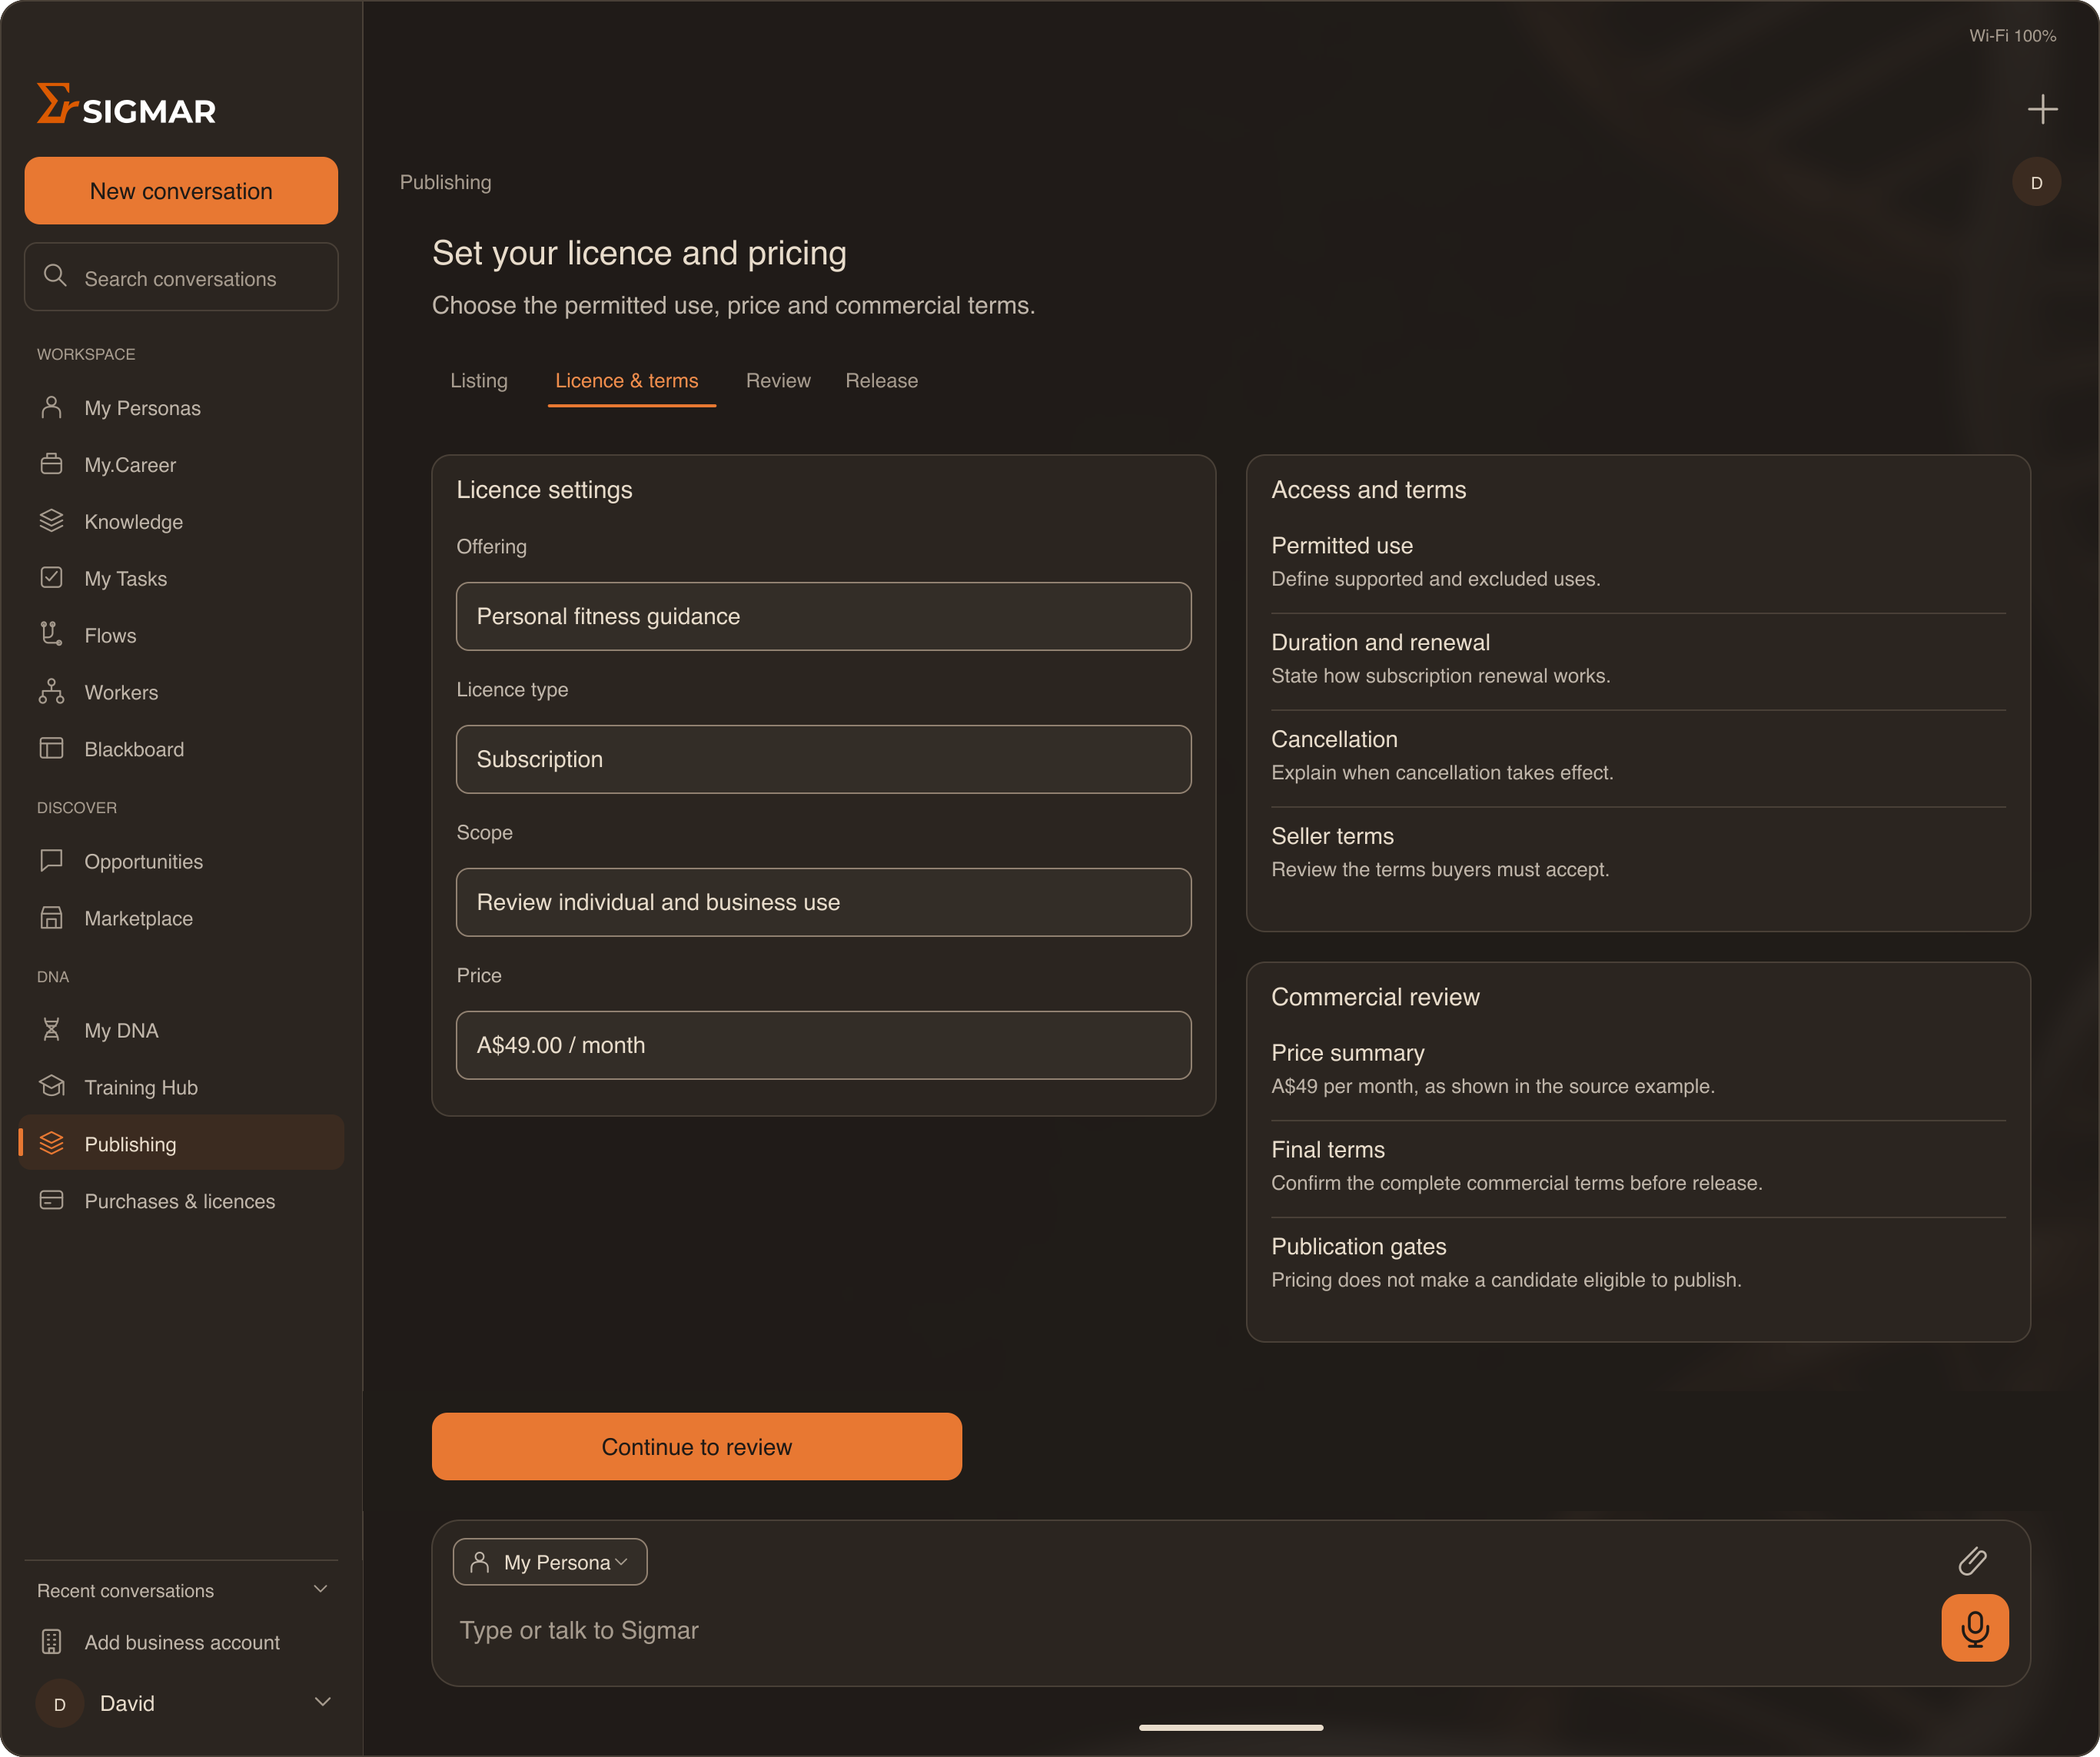 Wi-Fi 100%
Σr SIGMAR
New conversation
Search conversations
WORKSPACE
My Personas
My.Career
Knowledge
My Tasks
Flows
Workers
Blackboard
DISCOVER
Opportunities
Marketplace
DNA
My DNA
Training Hub
Publishing
Purchases & licences
Recent conversations
Add business account
D David
Publishing
D
Set your licence and pricing
Choose the permitted use, price and commercial terms.
Listing Licence & terms Review Release
Licence settings
Offering
Personal fitness guidance
Licence type
Subscription
Scope
Review individual and business use
Price
A$49.00 / month
Access and terms
Permitted use
Define supported and excluded uses.
Duration and renewal
State how subscription renewal works.
Cancellation
Explain when cancellation takes effect.
Seller terms
Review the terms buyers must accept.
Commercial review
Price summary
A$49 per month, as shown in the source example.
Final terms
Confirm the complete commercial terms before release.
Publication gates
Pricing does not make a candidate eligible to publish.
Continue to review
My Persona
Type or talk to Sigmar